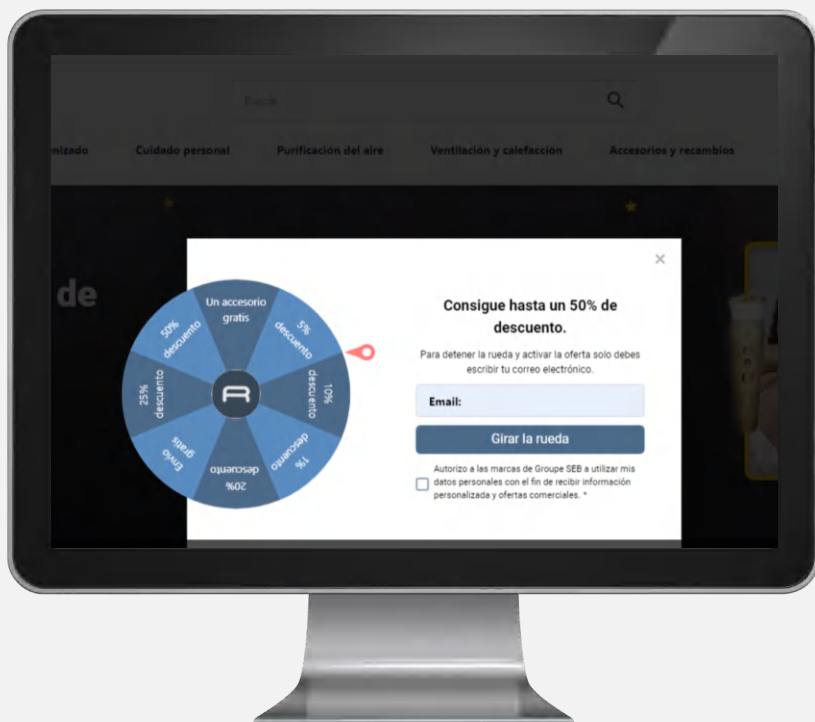 Buscar
enizado Cuidado personal Purificación del aire Ventilación y calefacción Accesorios y recambios
de
Un accesorio
gratis
5%
descuento
10%
descuento
1%
descuento
20%
descuento
Envío
gratis
25%
descuento
50%
descuento
R
Consigue hasta un 50% de
descuento.
Para detener la rueda y activar la oferta solo debes
escribir tu correo electrónico.
Email:
Girar la rueda
Autorizo a las marcas de Groupe SEB a utilizar mis
datos personales con el fin de recibir información
personalizada y ofertas comerciales. *